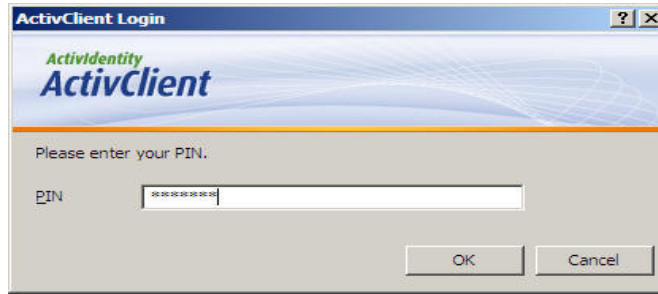 ActivClient Login
ActivIdentity
ActivClient
Please enter your PIN.
PIN *******
OK Cancel